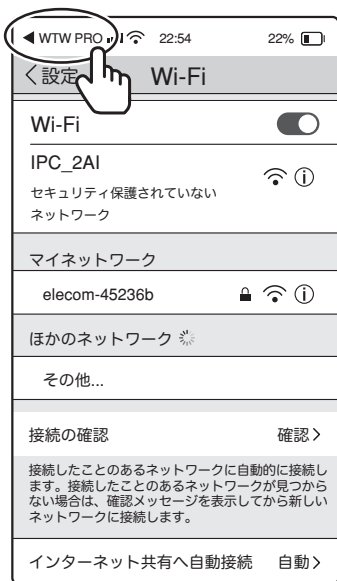 ◀ WTW PRO 22:54 22%
＜設定 Wi-Fi
Wi-Fi
IPC_2AI
セキュリティ保護されていない
ネットワーク
マイネットワーク
elecom-45236b
ほかのネットワーク
その他...
接続の確認 確認＞
接続したことのあるネットワークに自動的に接続し
ます。接続したことのあるネットワークが見つから
ない場合は、確認メッセージを表示してから新しい
ネットワークに接続します。
インターネット共有へ自動接続 自動＞